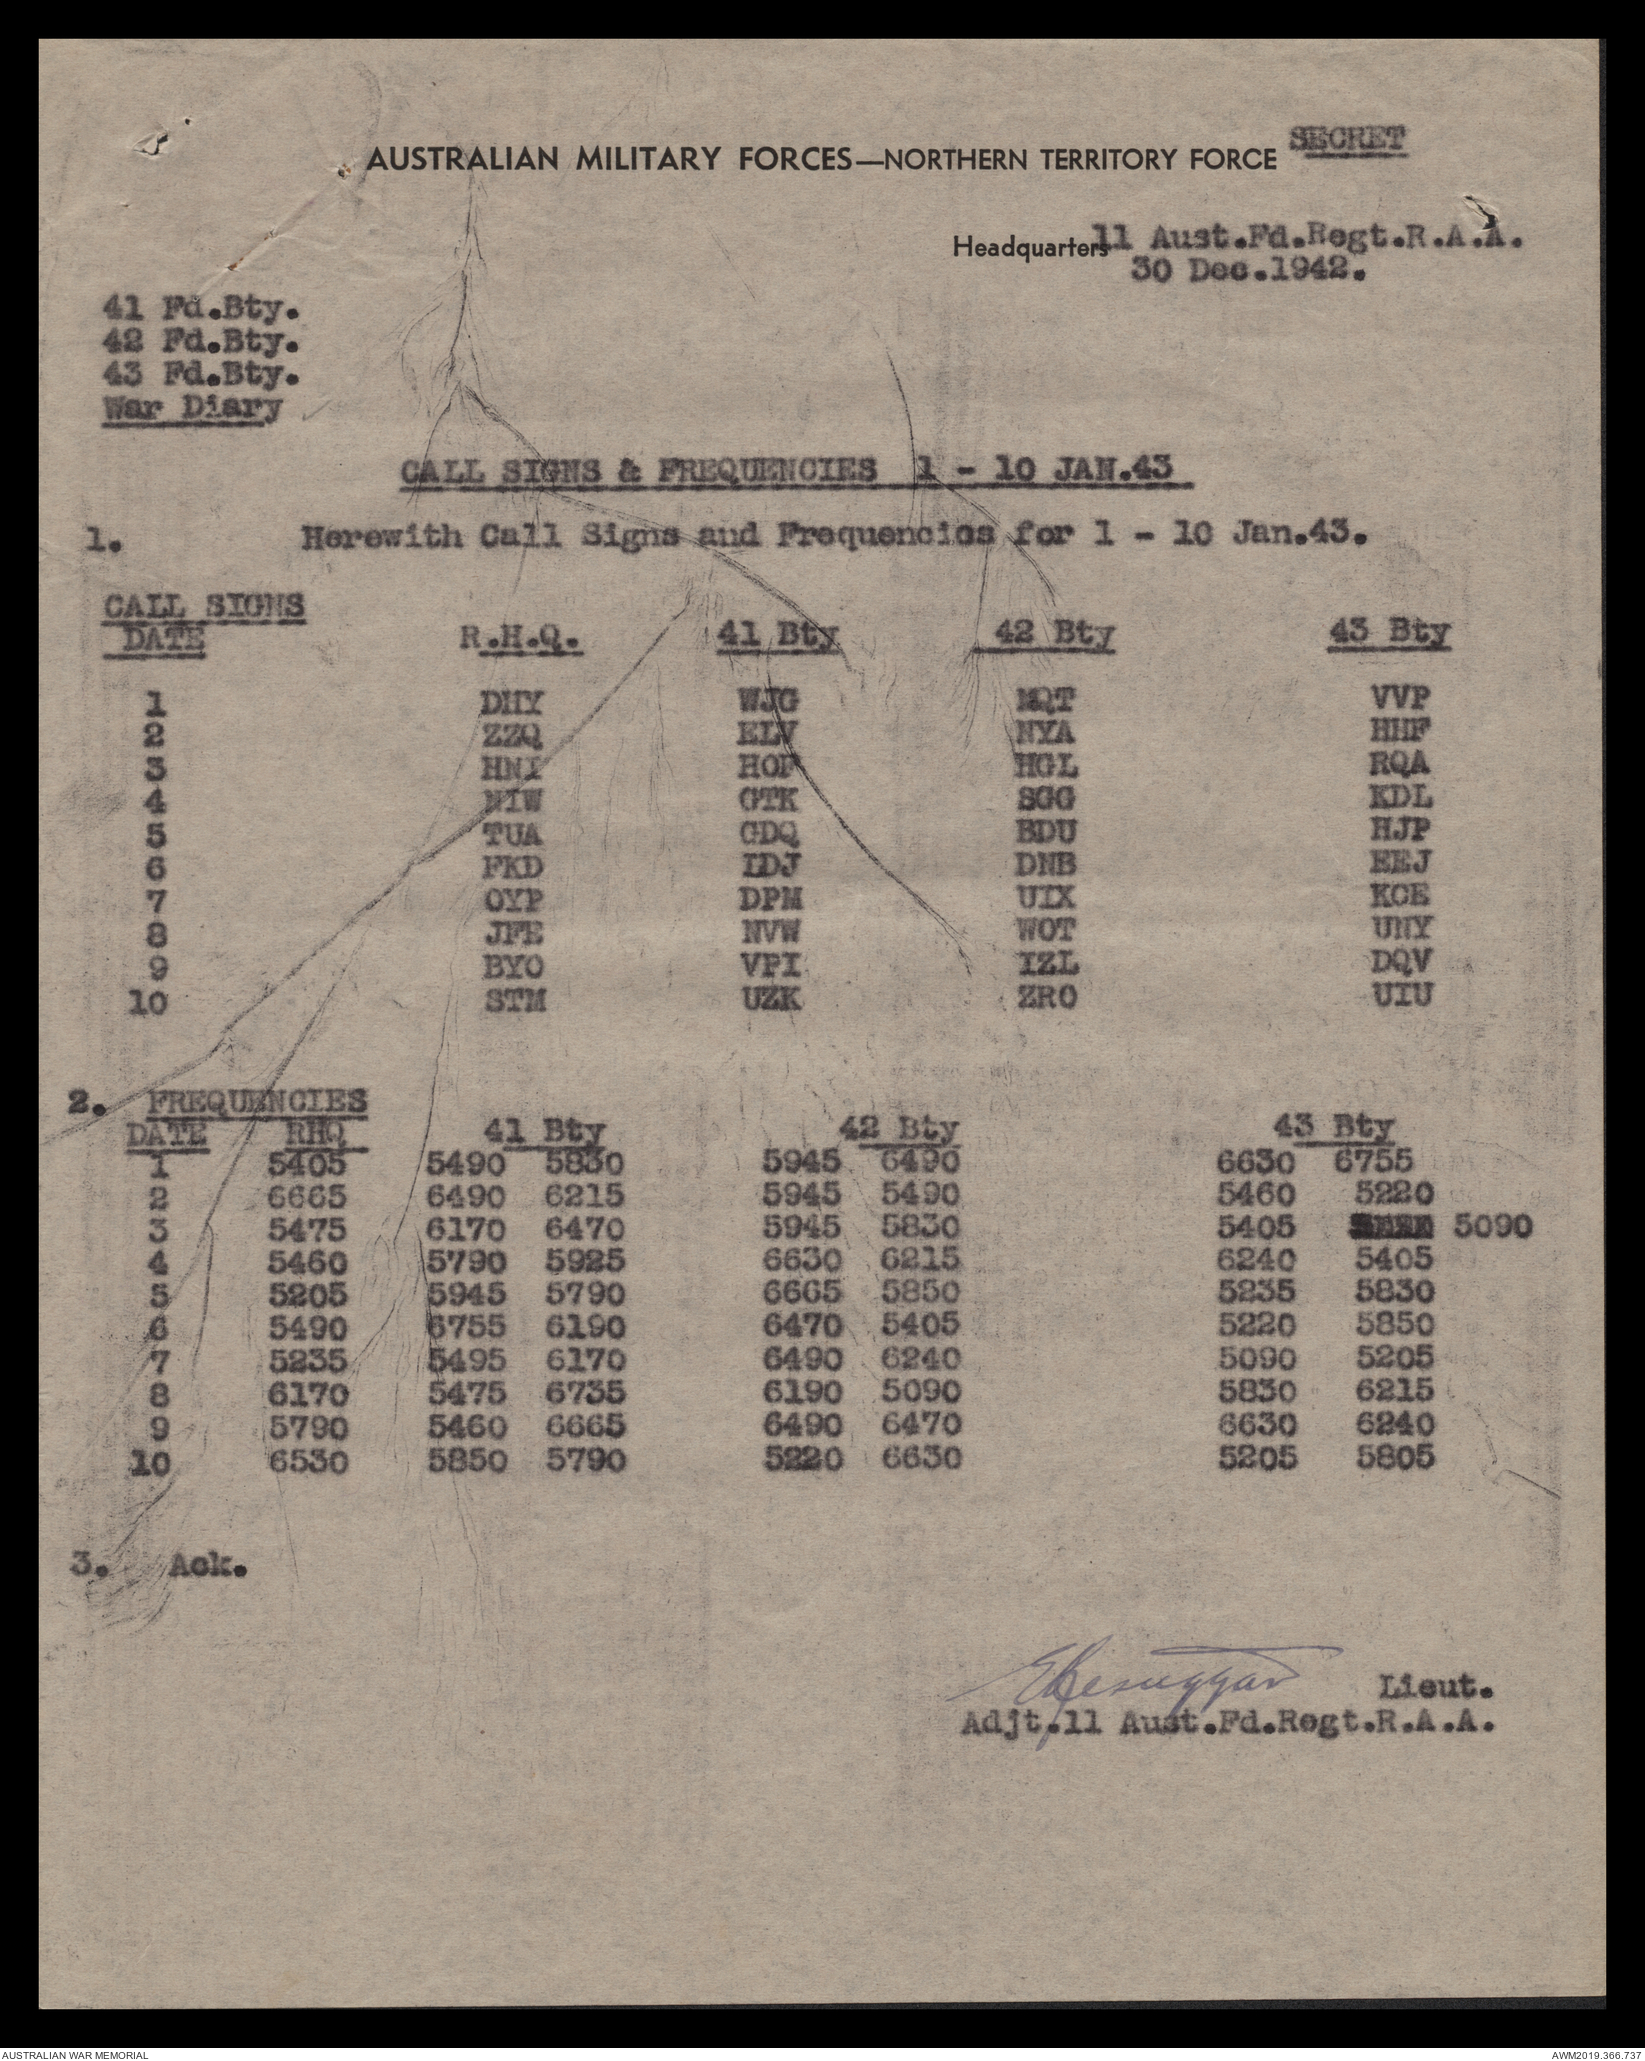 SECRET
AUSTRALIAN MILITARY FORCES—NORTHERN TERRITORY FORCE
Headquarters 11 Aust.Fd.Regt.R.A.A.
30 Dec.1942.
41 Fd.Bty.
42 Fd.Bty.
43 Fd.Bty.
War Diary
CALL SIGNS & FREQUENCIES 1 - 10 JAN.43
1. Herewith Call Signs and Frequencies for 1 - 10 Jan.43.
CALL SIGNS
DATE R.H.Q. 41 Bty 42 Bty 43 Bty
1 DHY WJG MQT VVP
2 ZZQ ELV NYA HHF
3 HNI HOF HGL RQA
4 NIW GTK SGG KDL
5 TUA CDQ BDU HJP
6 FKD IDJ DNB EEJ
7 OYP DPM UIX KCE
8 JFE NVW WOT UNY
9 BYO VPI IZL DQV
10 STM UZK ZRO UIU
2. FREQUENCIES
DATE RHQ 41 Bty 42 Bty 43 Bty
1 5405 5490 5830 5945 6490 6630 6755
2 6665 6490 6215 5945 5490 5460 5220
3 5475 6170 6470 5945 5830 5405 5090
4 5460 5790 5925 6630 6215 6240 5405
5 5205 5945 5790 6665 5850 5235 5830
6 5490 6755 6190 6470 5405 5220 5850
7 5235 5495 6170 6490 6240 5090 5205
8 6170 5475 6735 6190 5090 5830 6215
9 5790 5460 6665 6490 6470 6630 6240
10 6530 5850 5790 5220 6630 5205 5805
3. Ack.
Lieut.
Adjt.11 Aust.Fd.Regt.R.A.A.
AUSTRALIAN WAR MEMORIAL
AWM2019.366.737